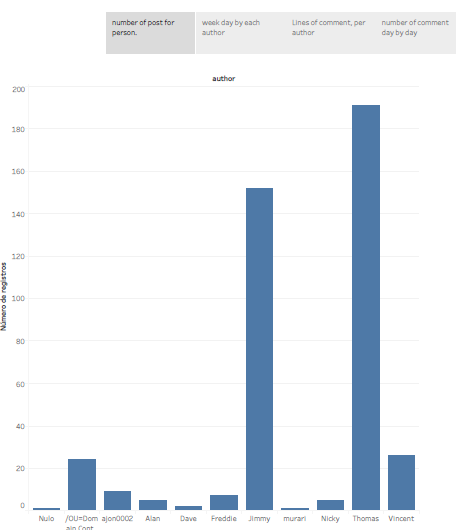 number of post for
person.
week day by each
author
Lines of comment, per
author
number of comment
day by day
author
200
180
160
140
120
100
80
60
40
20
0
Número de registros
Nulo
/OU=Dom
ain Cont..
ajon0002
Alan
Dave
Freddie
Jimmy
murari
Nicky
Thomas
Vincent